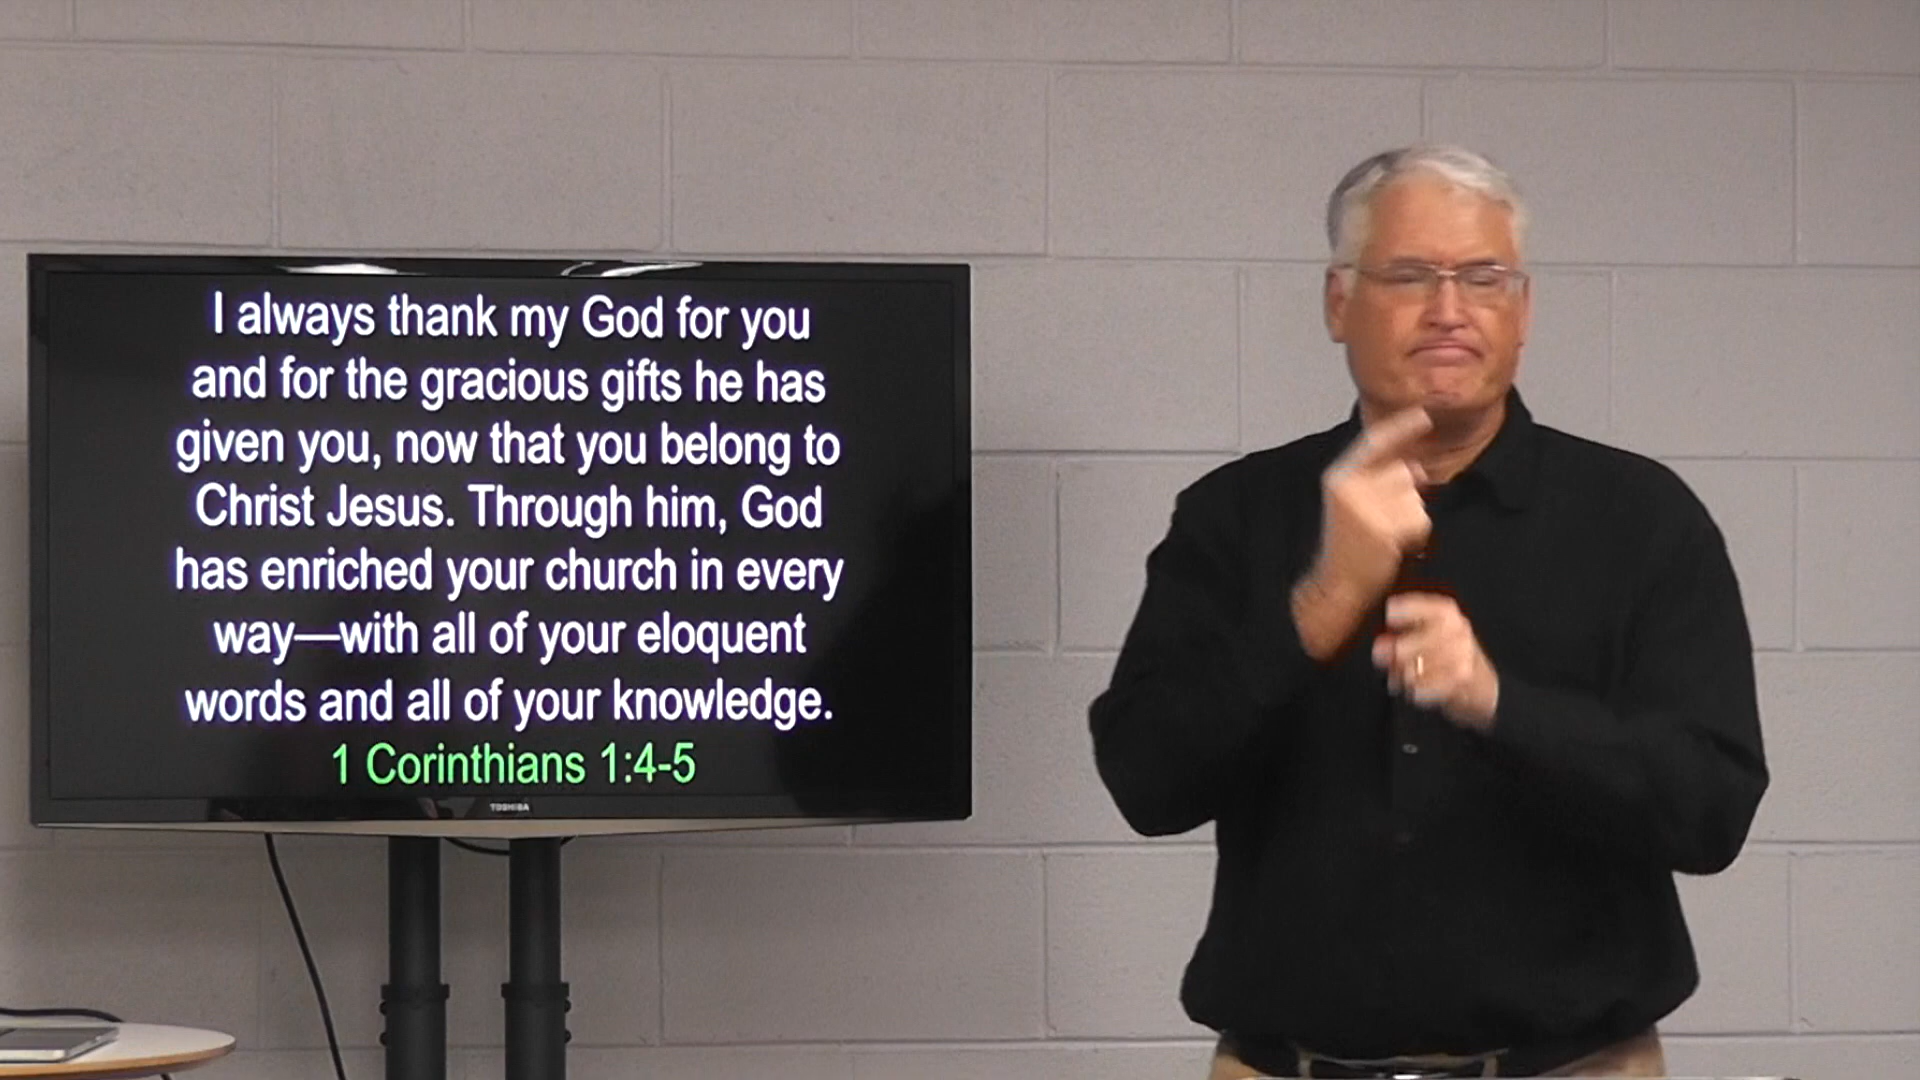 I always thank my God for you
and for the gracious gifts he has
given you, now that you belong to
Christ Jesus. Through him, God
has enriched your church in every
way—with all of your eloquent
words and all of your knowledge.
1 Corinthians 1:4-5
TOSHIBA